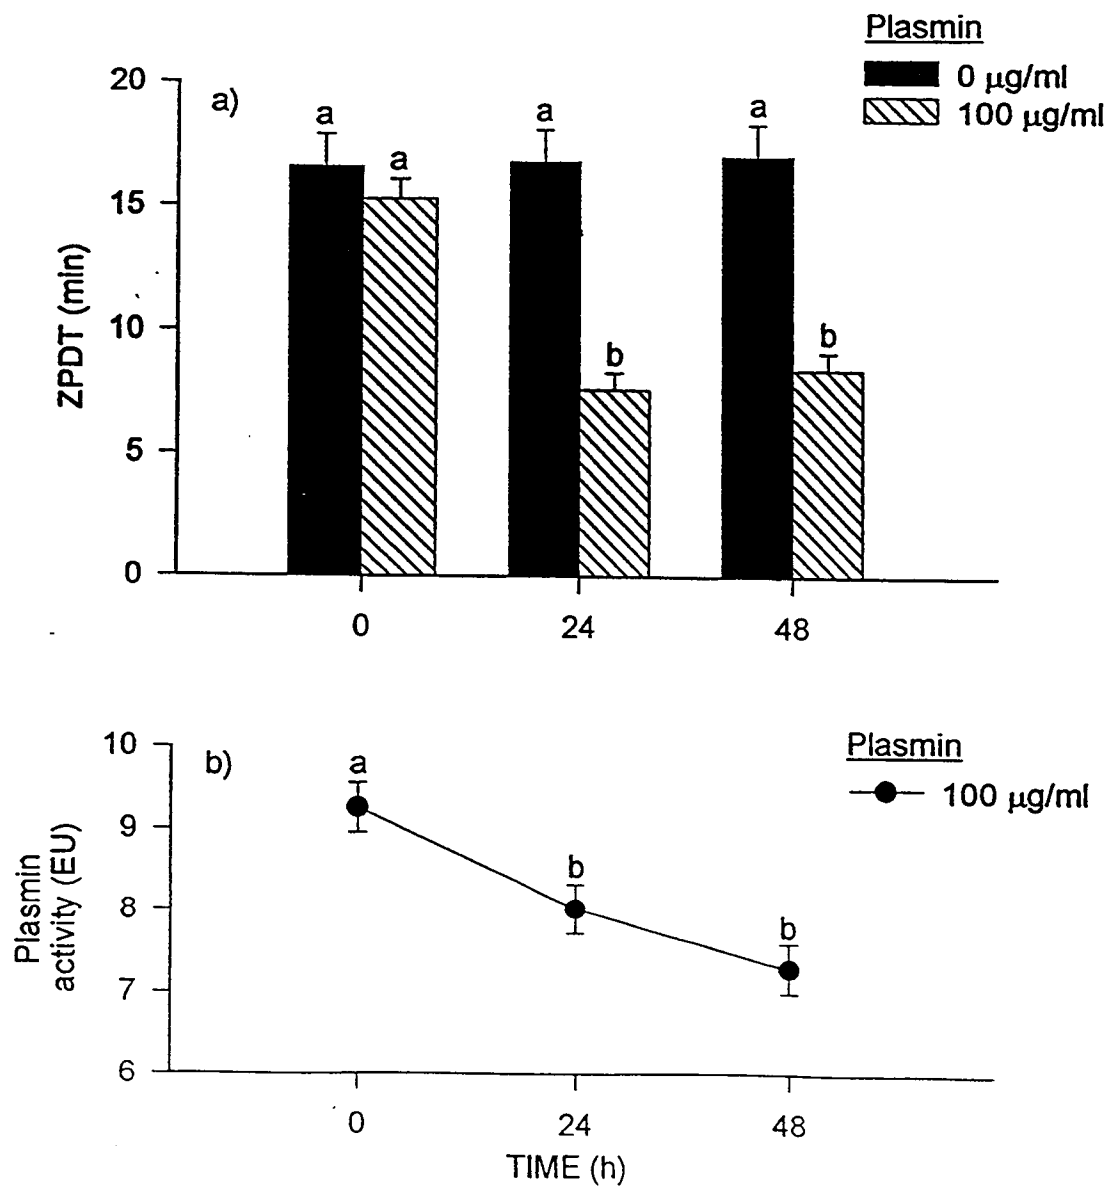 Plasmin
0 μg/ml
100 μg/ml
a)
20
15
10
5
0
ZPDT (min)
a
a
a
b
a
b
0
24
48
b)
Plasmin
100 μg/ml
10
9
8
7
6
Plasmin
activity (EU)
a
b
b
0
24
48
TIME (h)